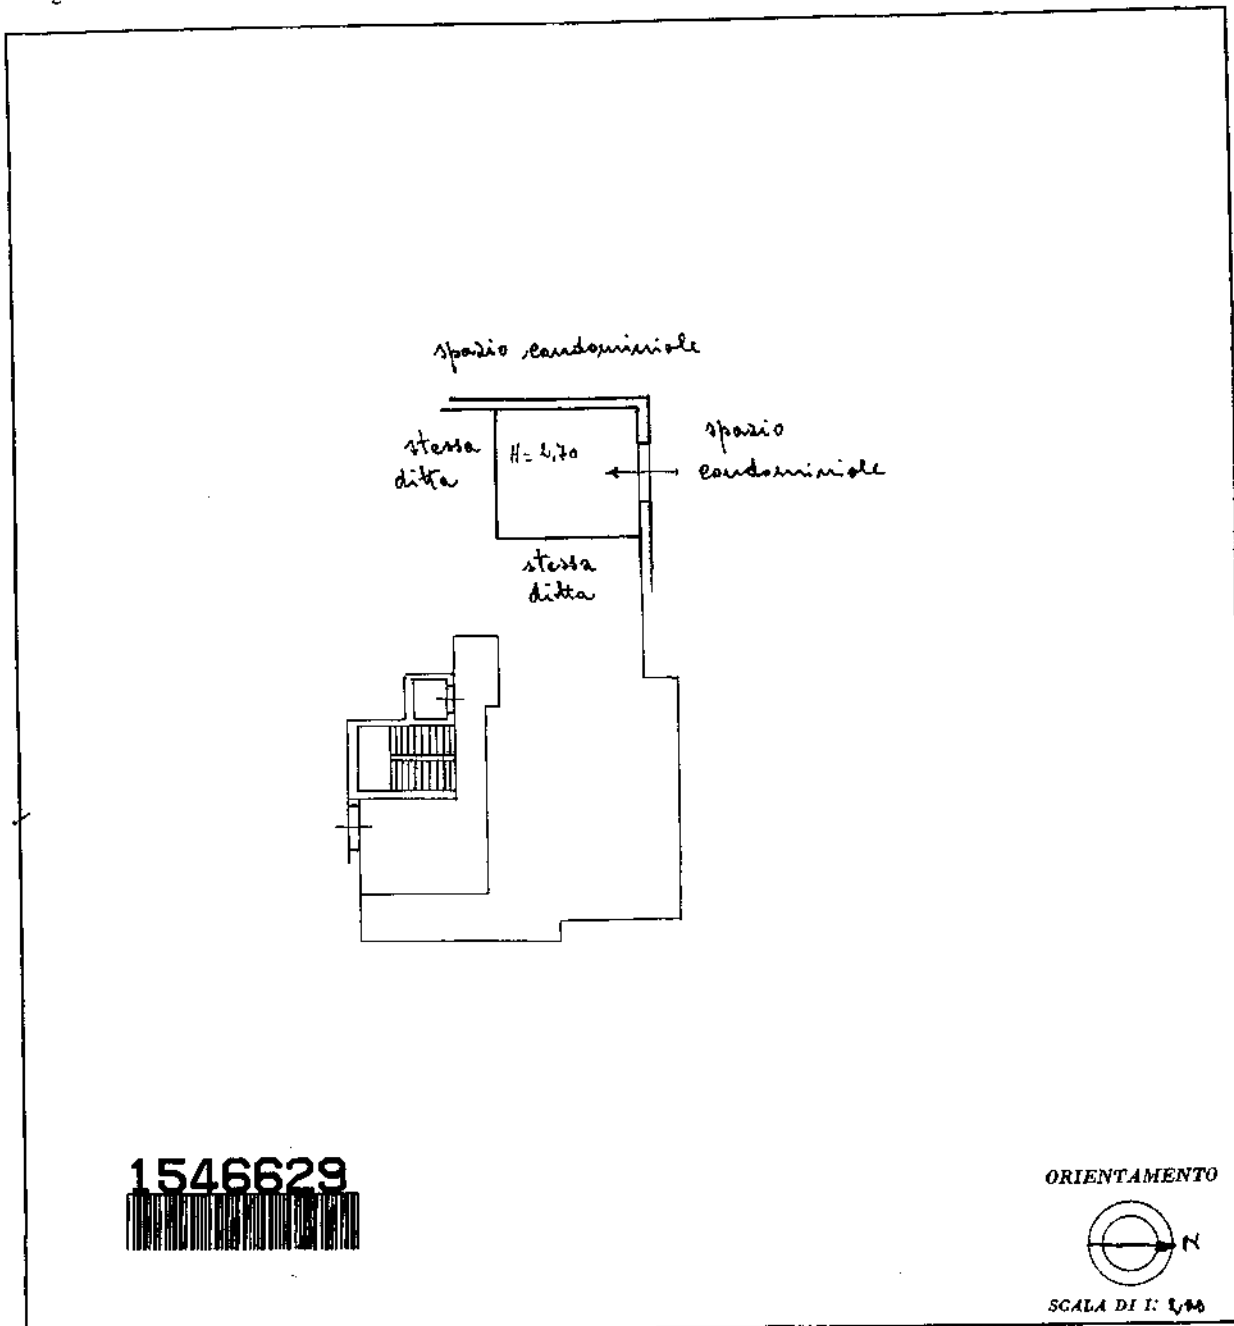 spazio condominiale
stessa
ditta
H= 2,70
spazio
condominiale
stessa
ditta
1546629
ORIENTAMENTO
N
SCALA DI 1: